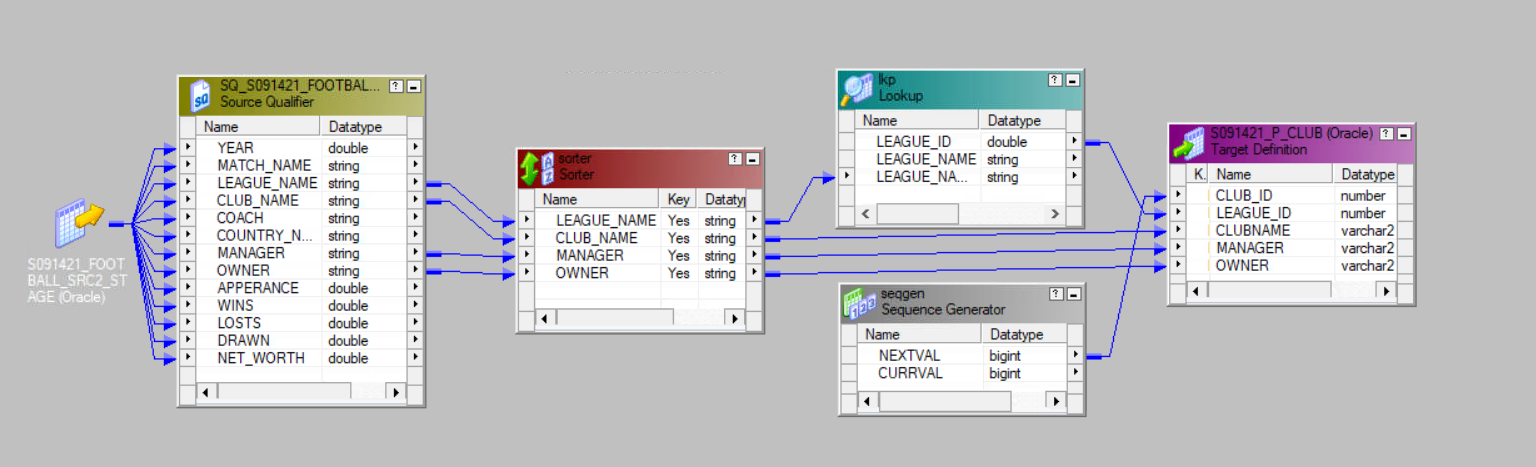 S091421_FOOT
BALL_SRC2_ST
AGE (Oracle)
SQ_S091421_FOOTBAL...
Source Qualifier
Name Datatype
YEAR double
MATCH_NAME string
LEAGUE_NAME string
CLUB_NAME string
COACH string
COUNTRY_N... string
MANAGER string
OWNER string
APPERANCE double
WINS double
LOSTS double
DRAWN double
NET_WORTH double
sorter
Sorter
Name Key Dataty
LEAGUE_NAME Yes string
CLUB_NAME Yes string
MANAGER Yes string
OWNER Yes string
lkp
Lookup
Name Datatype
LEAGUE_ID double
LEAGUE_NAME string
LEAGUE_NA... string
seqgen
Sequence Generator
Name Datatype
NEXTVAL bigint
CURRVAL bigint
S091421_P_CLUB (Oracle)
Target Definition
K. Name Datatype
CLUB_ID number
LEAGUE_ID number
CLUBNAME varchar2
MANAGER varchar2
OWNER varchar2